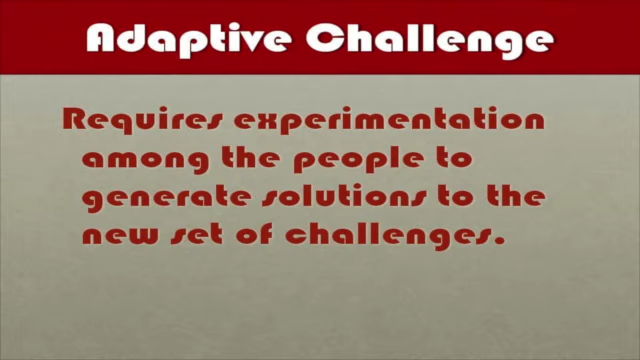 Adaptive Challenge
Requires experimentation
among the people to
generate solutions to the
new set of challenges.